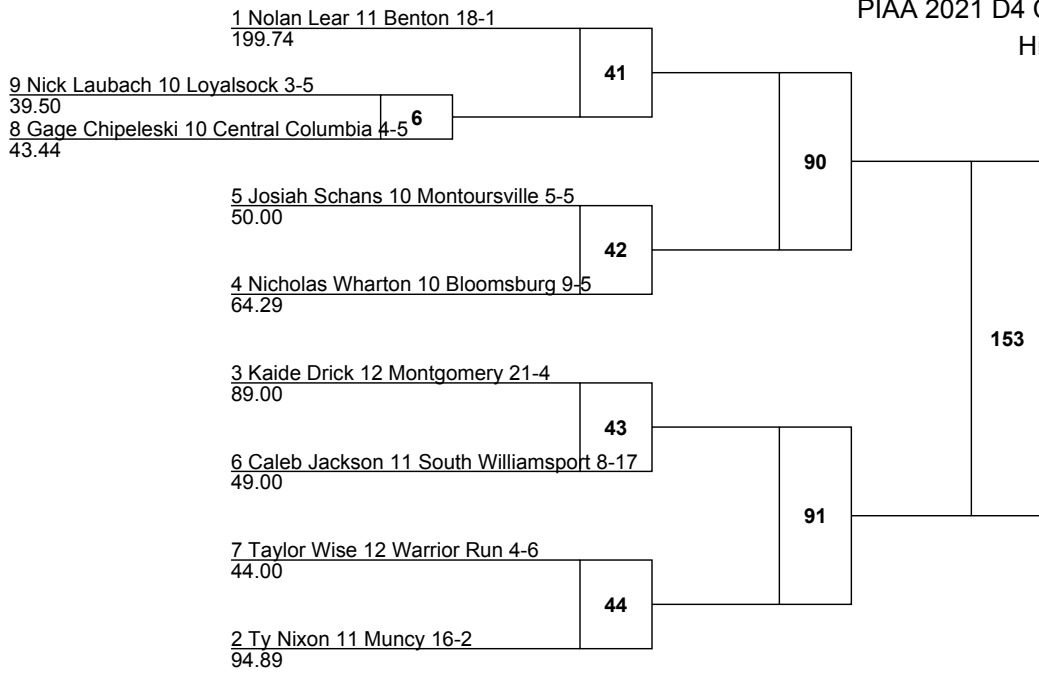 PIAA 2021 D4
1 Nolan Lear 11 Benton 18-1
199.74
41
9 Nick Laubach 10 Loyalsock 3-5
39.50
6
8 Gage Chipeleski 10 Central Columbia 4-5
43.44
90
5 Josiah Schans 10 Montoursville 5-5
50.00
42
4 Nicholas Wharton 10 Bloomsburg 9-5
64.29
153
3 Kaide Drick 12 Montgomery 21-4
89.00
43
6 Caleb Jackson 11 South Williamsport 8-17
49.00
91
7 Taylor Wise 12 Warrior Run 4-6
44.00
44
2 Ty Nixon 11 Muncy 16-2
94.89